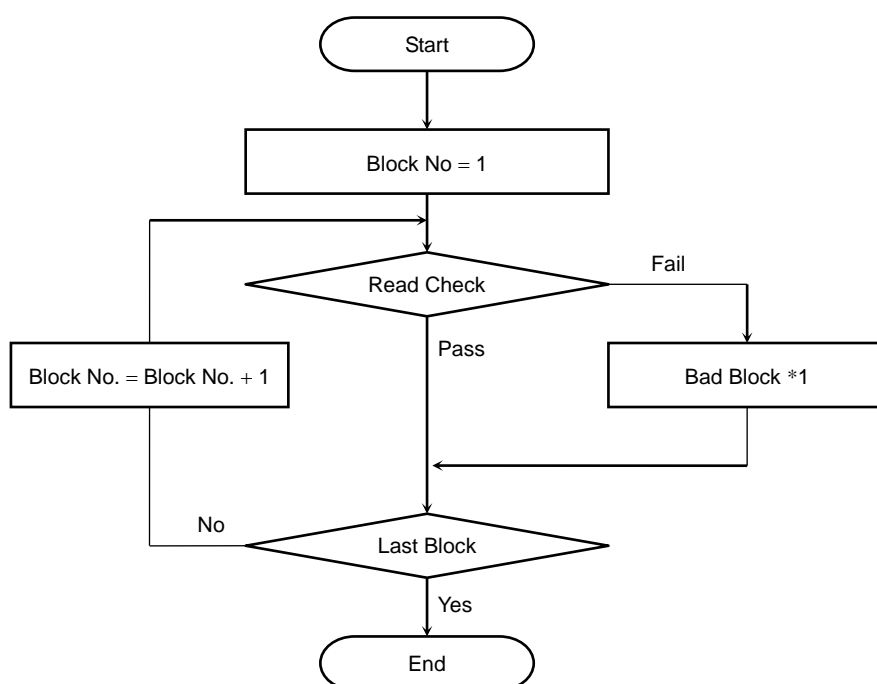 Start
Block No = 1
Read Check
Fail
Pass
Block No. = Block No. + 1
Bad Block *1
No
Last Block
Yes
End